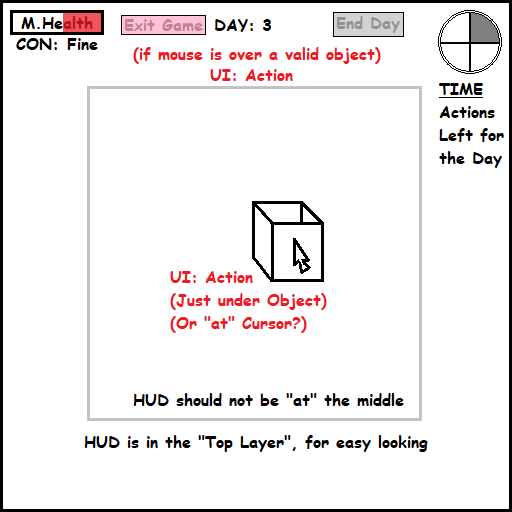 M.Health
Exit Game
DAY: 3
End Day
CON: Fine
(if mouse is over a valid object)
UI: Action
TIME
Actions
Left for
the Day
UI: Action
(Just under Object)
(Or "at" Cursor?)
HUD should not be "at" the middle
HUD is in the "Top Layer", for easy looking